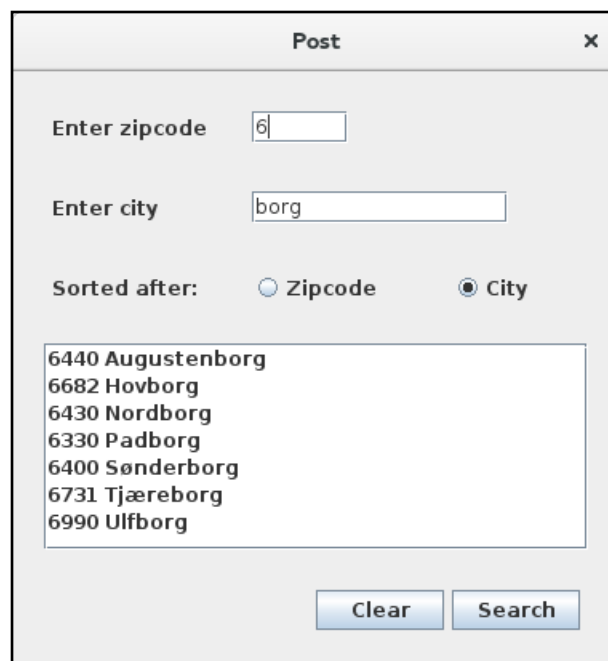 Post ×
Enter zipcode 6
Enter city borg
Sorted after: Zipcode City
6440 Augustenborg
6682 Hovborg
6430 Nordborg
6330 Padborg
6400 Sønderborg
6731 Tjæreborg
6990 Ulfborg
Clear Search